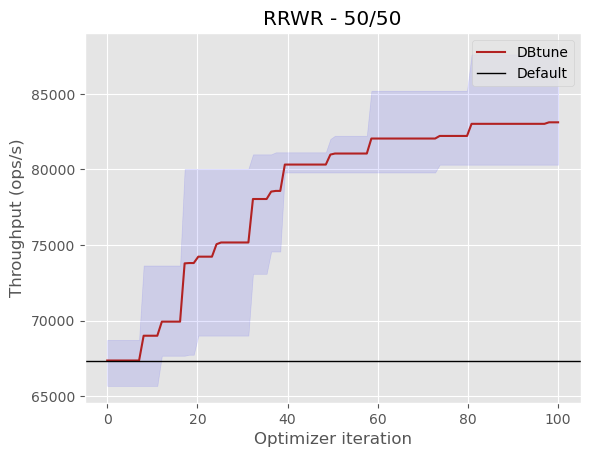 RRWR - 50/50
DBtune
Default
Throughput (ops/s)
85000
80000
75000
70000
65000
0 20 40 60 80 100
Optimizer iteration